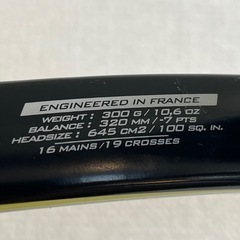 ENGINEERED IN FRANCE
WEIGHT: 300 G / 10,6 OZ
BALANCE: 320 MM / -7 PTS
HEADSIZE: 645 CM2 / 100 SQ. IN.
16 MAINS / 19 CROSSES